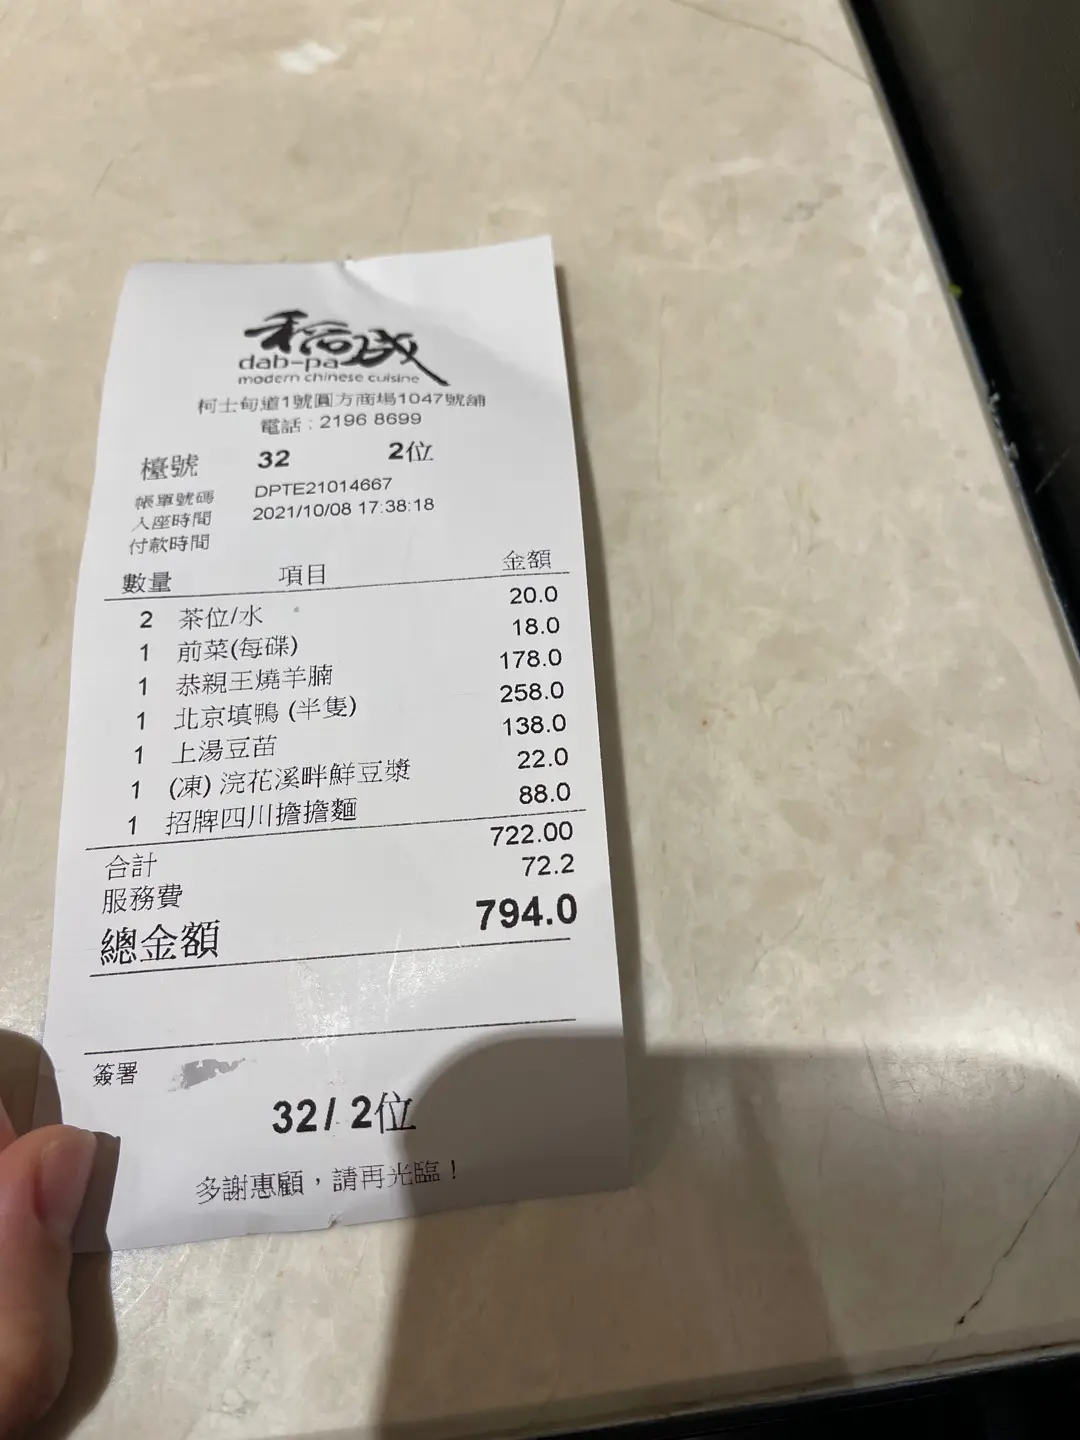 稻成
dab-pa
modern chinese cuisine
柯士甸道1號圓方商場1047號舖
電話：2196 8699
檯號 32 2位
帳單號碼 DPTE21014667
入座時間 2021/10/08 17:38:18
付款時間
數量 項目 金額
2 茶位/水 20.0
1 前菜(每碟) 18.0
1 恭親王燒羊腩 178.0
1 北京填鴨 (半隻) 258.0
1 上湯豆苗 138.0
1 (凍) 浣花溪畔鮮豆漿 22.0
1 招牌四川擔擔麵 88.0
合計 722.00
服務費 72.2
總金額 794.0
簽署
32/ 2位
多謝惠顧，請再光臨！